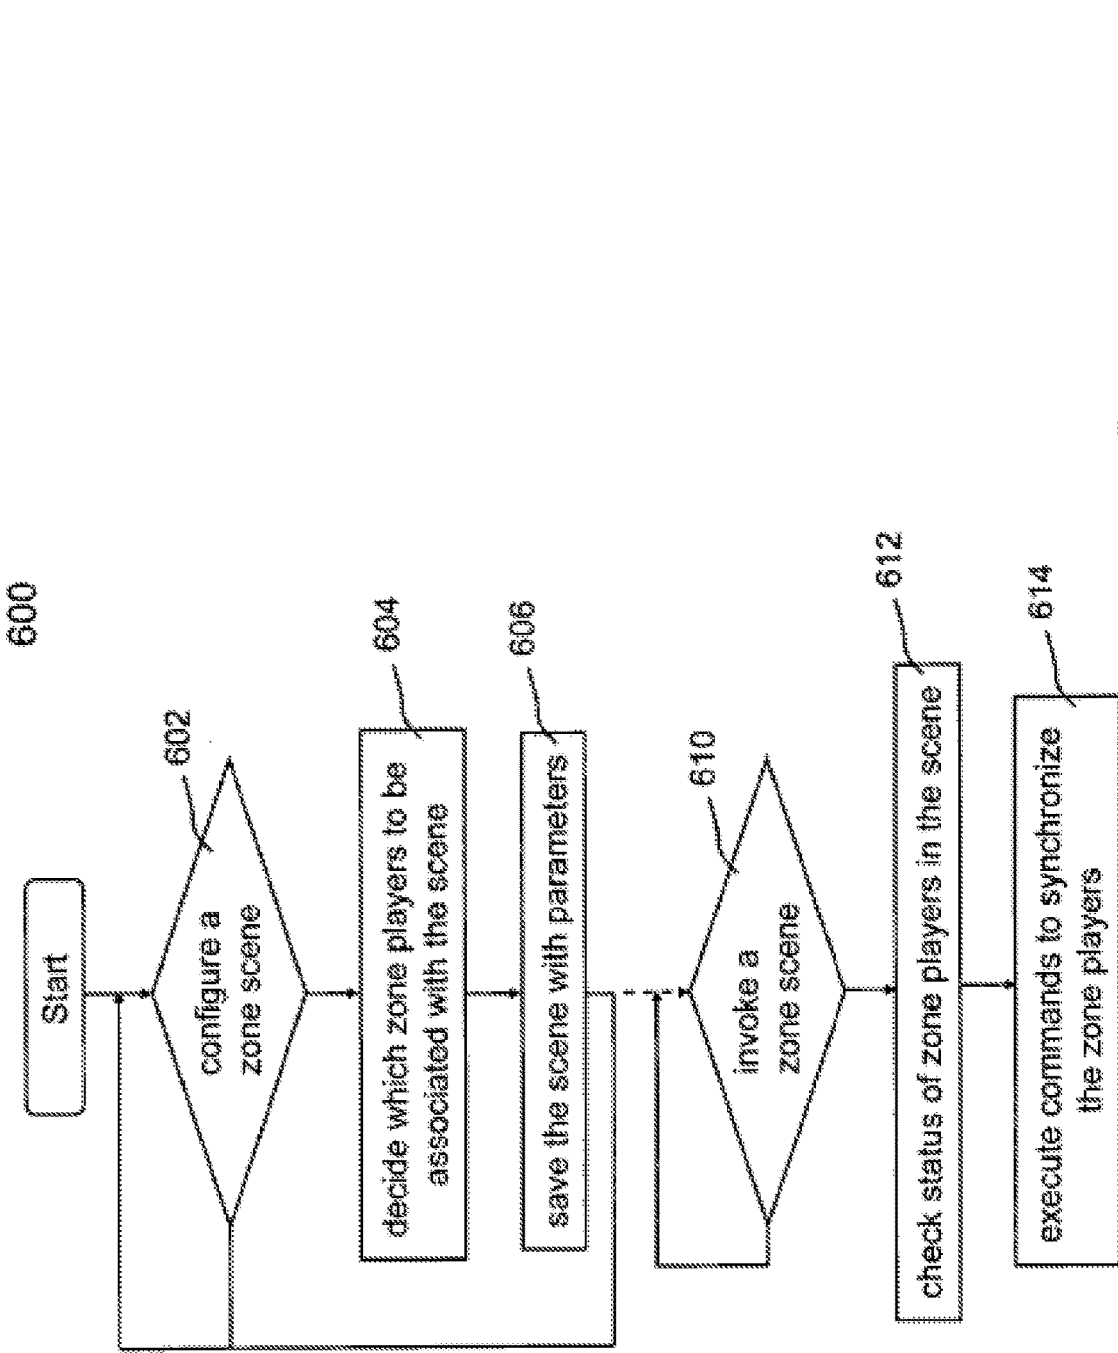 600
Start
602
configure a
zone scene
604
decide which zone players to be
associated with the scene
606
save the scene with parameters
610
invoke a
zone scene
612
check status of zone players in the scene
614
execute commands to synchronize
the zone players